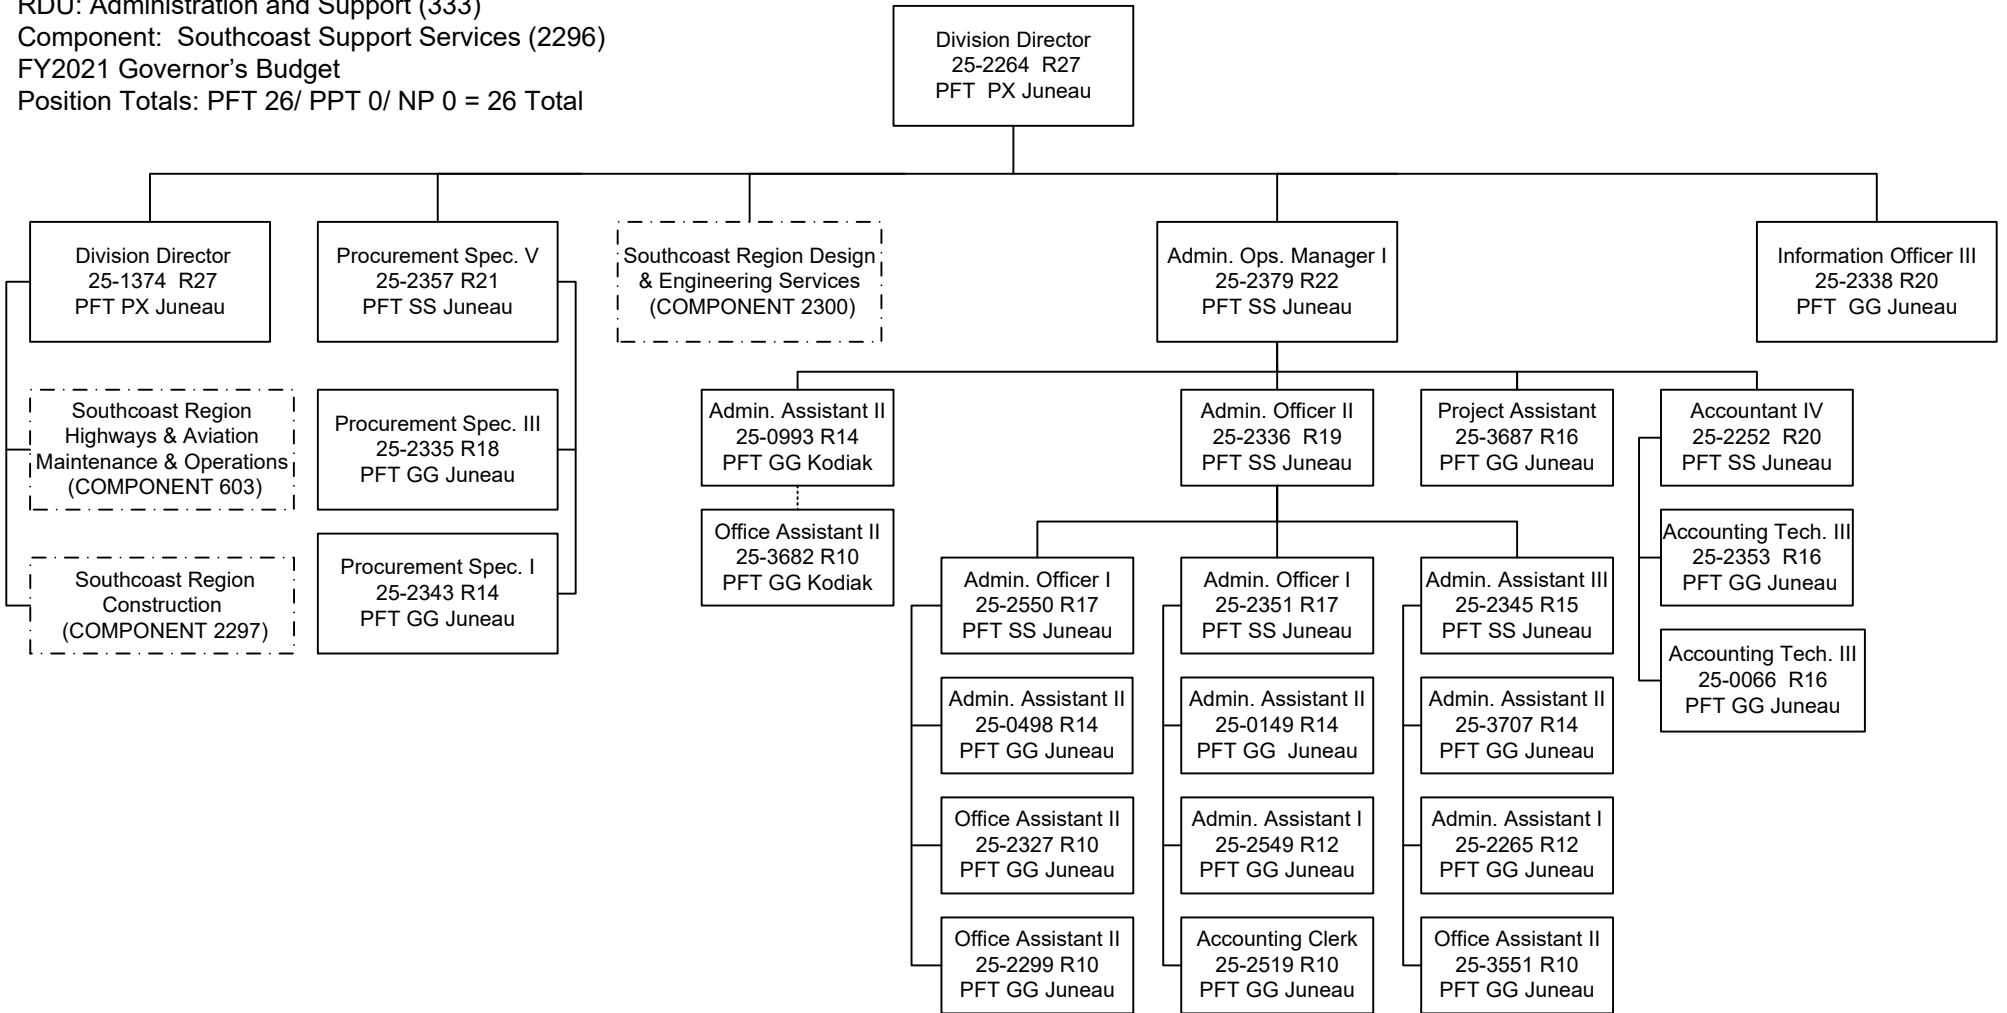 RDU: Administration and Support (333)
Component: Southcoast Support Services (2296)
FY2021 Governor's Budget
Position Totals: PFT 26/ PPT 0/ NP 0 = 26 Total
Division Director
25-2264 R27
PFT PX Juneau
Division Director
25-1374 R27
PFT PX Juneau
Procurement Spec. V
25-2357 R21
PFT SS Juneau
Southcoast Region Design
& Engineering Services
(COMPONENT 2300)
Admin. Ops. Manager I
25-2379 R22
PFT SS Juneau
Information Officer III
25-2338 R20
PFT GG Juneau
Southcoast Region
Highways & Aviation
Maintenance & Operations
(COMPONENT 603)
Procurement Spec. III
25-2335 R18
PFT GG Juneau
Admin. Assistant II
25-0993 R14
PFT GG Kodiak
Admin. Officer II
25-2336 R19
PFT SS Juneau
Project Assistant
25-3687 R16
PFT GG Juneau
Accountant IV
25-2252 R20
PFT SS Juneau
Office Assistant II
25-3682 R10
PFT GG Kodiak
Accounting Tech. III
25-2353 R16
PFT GG Juneau
Southcoast Region
Construction
(COMPONENT 2297)
Procurement Spec. I
25-2343 R14
PFT GG Juneau
Admin. Officer I
25-2550 R17
PFT SS Juneau
Admin. Officer I
25-2351 R17
PFT SS Juneau
Admin. Assistant III
25-2345 R15
PFT SS Juneau
Accounting Tech. III
25-0066 R16
PFT GG Juneau
Admin. Assistant II
25-0498 R14
PFT GG Juneau
Admin. Assistant II
25-0149 R14
PFT GG Juneau
Admin. Assistant II
25-3707 R14
PFT GG Juneau
Office Assistant II
25-2327 R10
PFT GG Juneau
Admin. Assistant I
25-2549 R12
PFT GG Juneau
Admin. Assistant I
25-2265 R12
PFT GG Juneau
Office Assistant II
25-2299 R10
PFT GG Juneau
Accounting Clerk
25-2519 R10
PFT GG Juneau
Office Assistant II
25-3551 R10
PFT GG Juneau